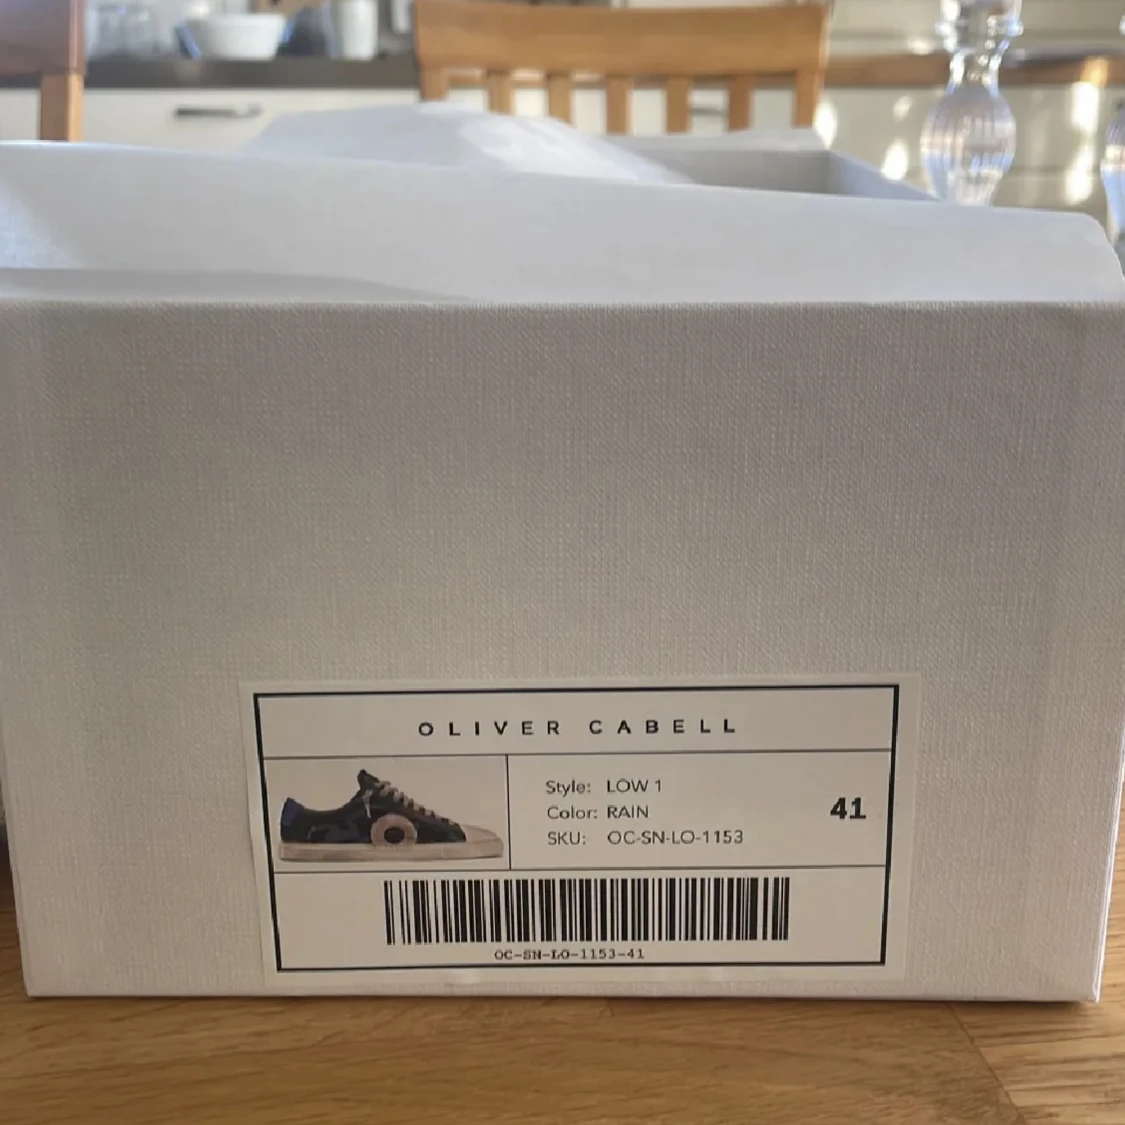 OLIVER CABELL
Style: LOW 1
Color: RAIN
SKU: OC-SN-LO-1153
41
OC-SN-LO-1153-41